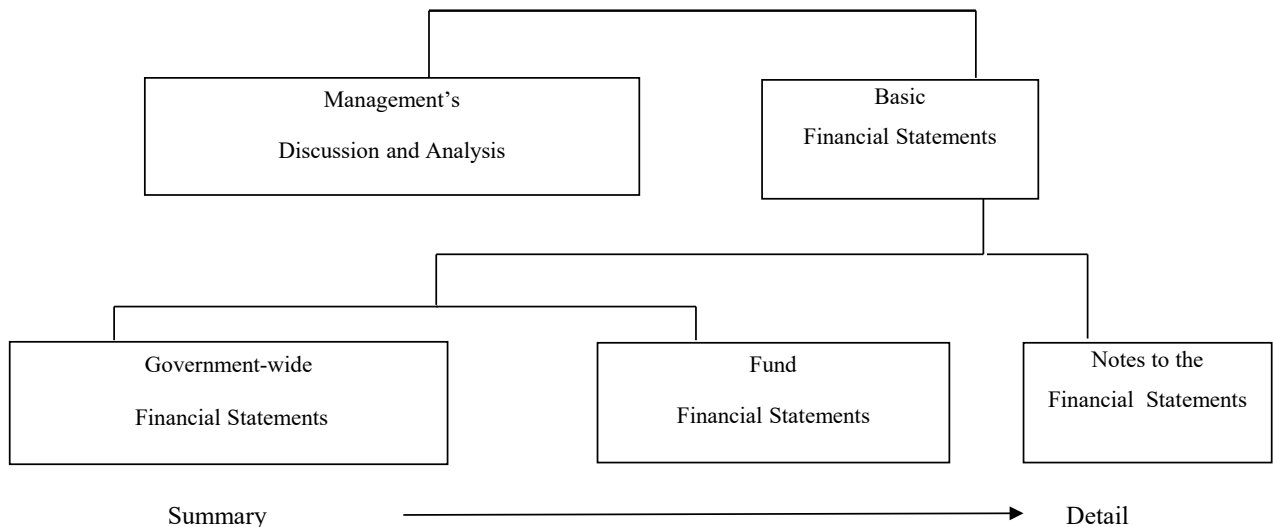 Management’s
Discussion and Analysis
Basic
Financial Statements
Government-wide
Financial Statements
Fund
Financial Statements
Notes to the
Financial Statements
Summary
Detail